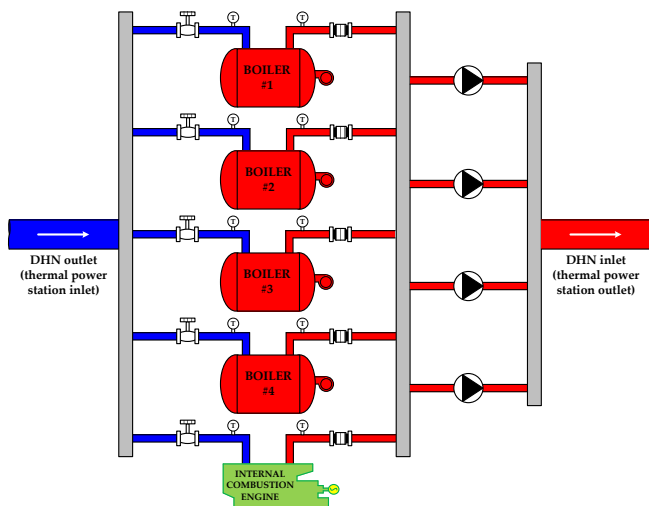 T
T
BOILER
#1
T
T
BOILER
#2
T
T
BOILER
#3
DHN outlet
(thermal power
station inlet)
DHN inlet
(thermal power
station outlet)
T
T
BOILER
#4
T
T
INTERNAL
COMBUSTION
ENGINE